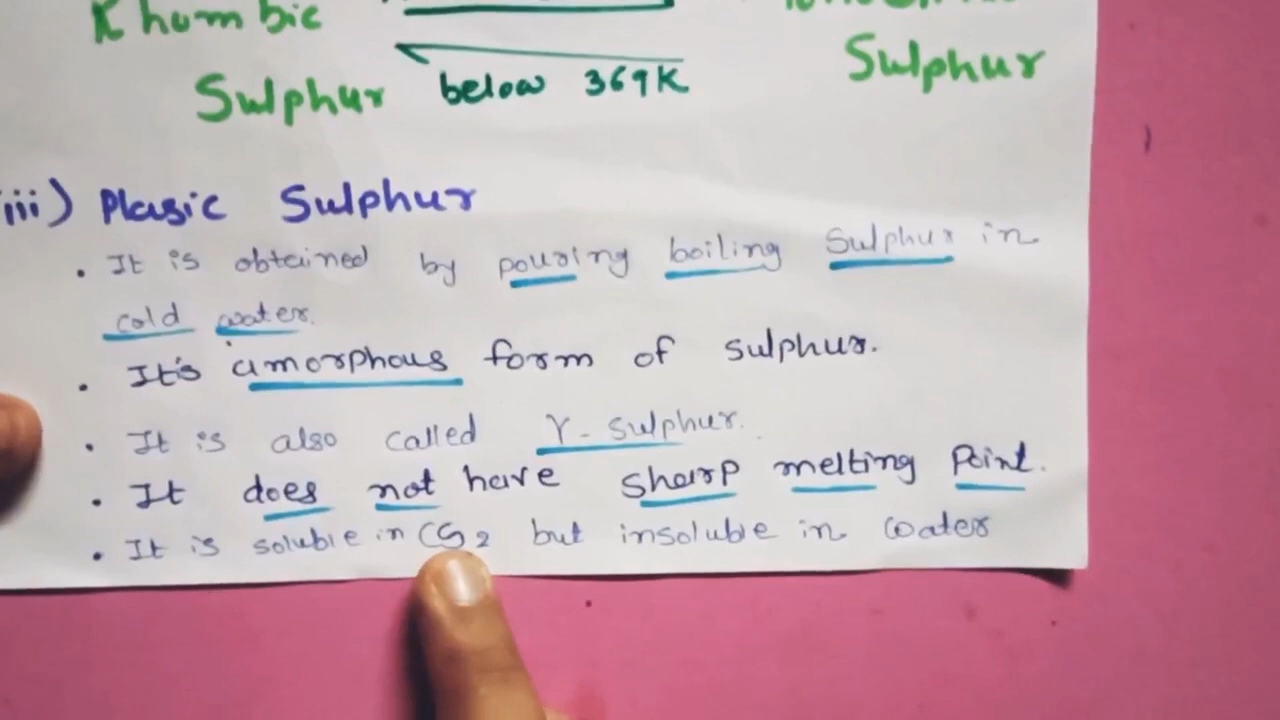 Rhombic
Sulphur below 369K Sulphur
iii) Plasic Sulphur
• It is obtained by pouring boiling sulphur in
cold water.
• It's amorphous form of sulphur.
• It is also called γ-sulphur.
• It does not have sharp melting point.
• It is soluble in CS2 but insoluble in water